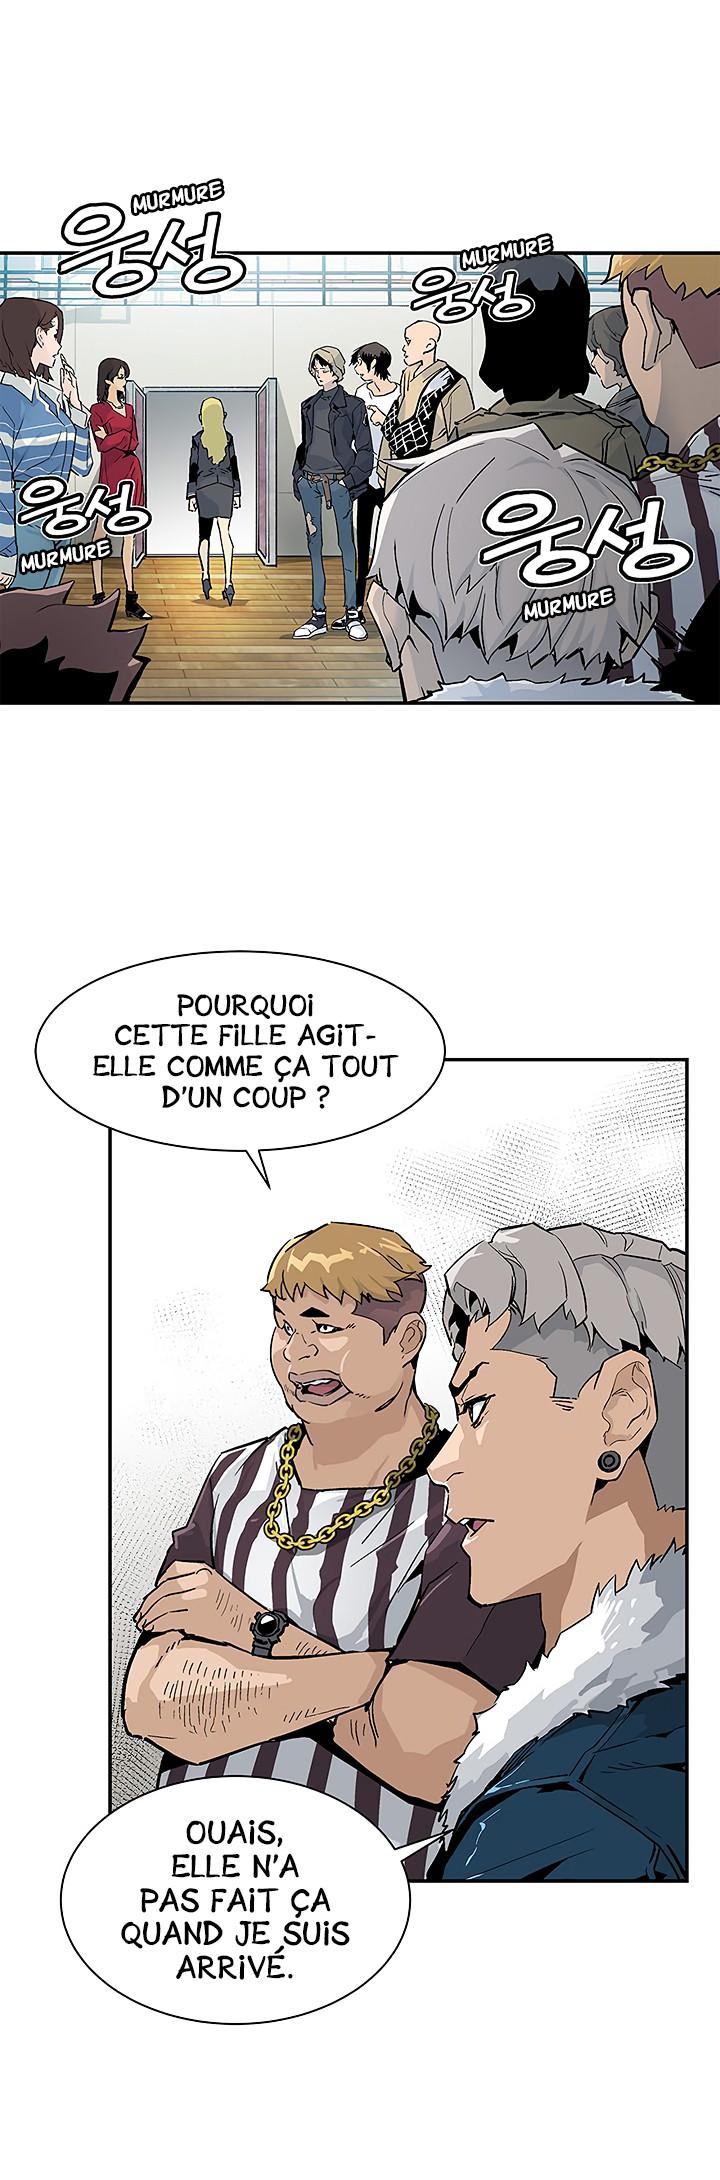 MURMURE
웅성
MURMURE
웅성
웅성
MURMURE
웅성
MURMURE
POURQUOI
CETTE FILLE AGIT-
ELLE COMME ÇA TOUT
D'UN COUP ?
OUAIS,
ELLE N'A
PAS FAIT ÇA
QUAND JE SUIS
ARRIVÉ.